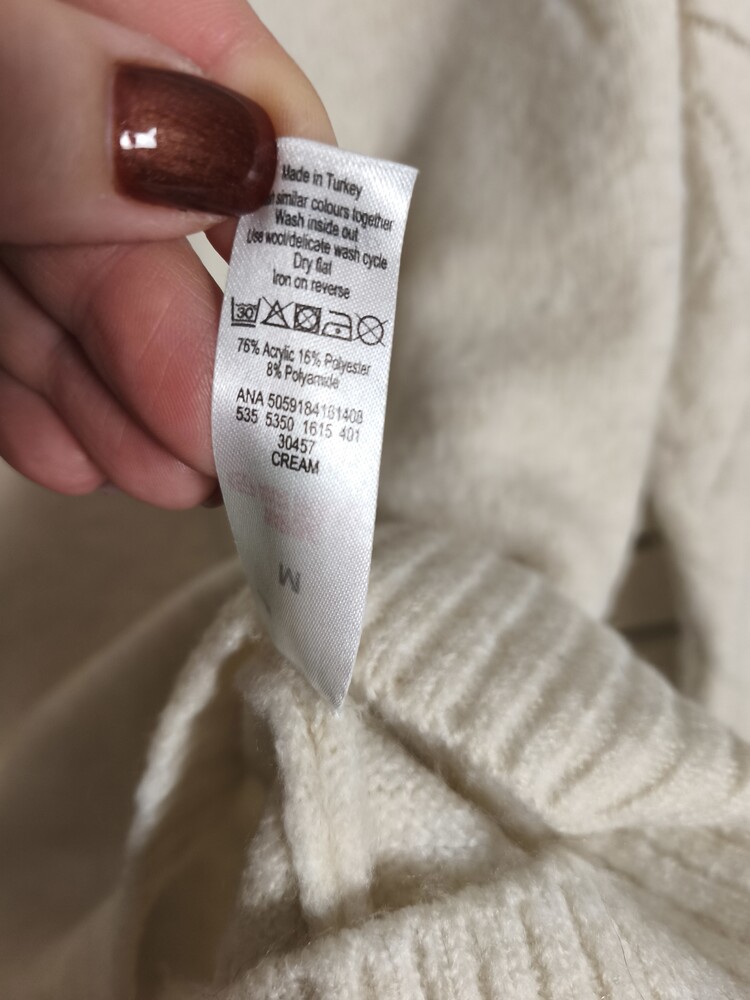 Made in Turkey
similar colours together
Wash inside out
Use wool/delicate wash cycle
Dry flat
Iron on reverse
30
76% Acrylic 16% Polyester
8% Polyamide
ANA 5059184181408
535 5350 1615 401
30457
CREAM
M